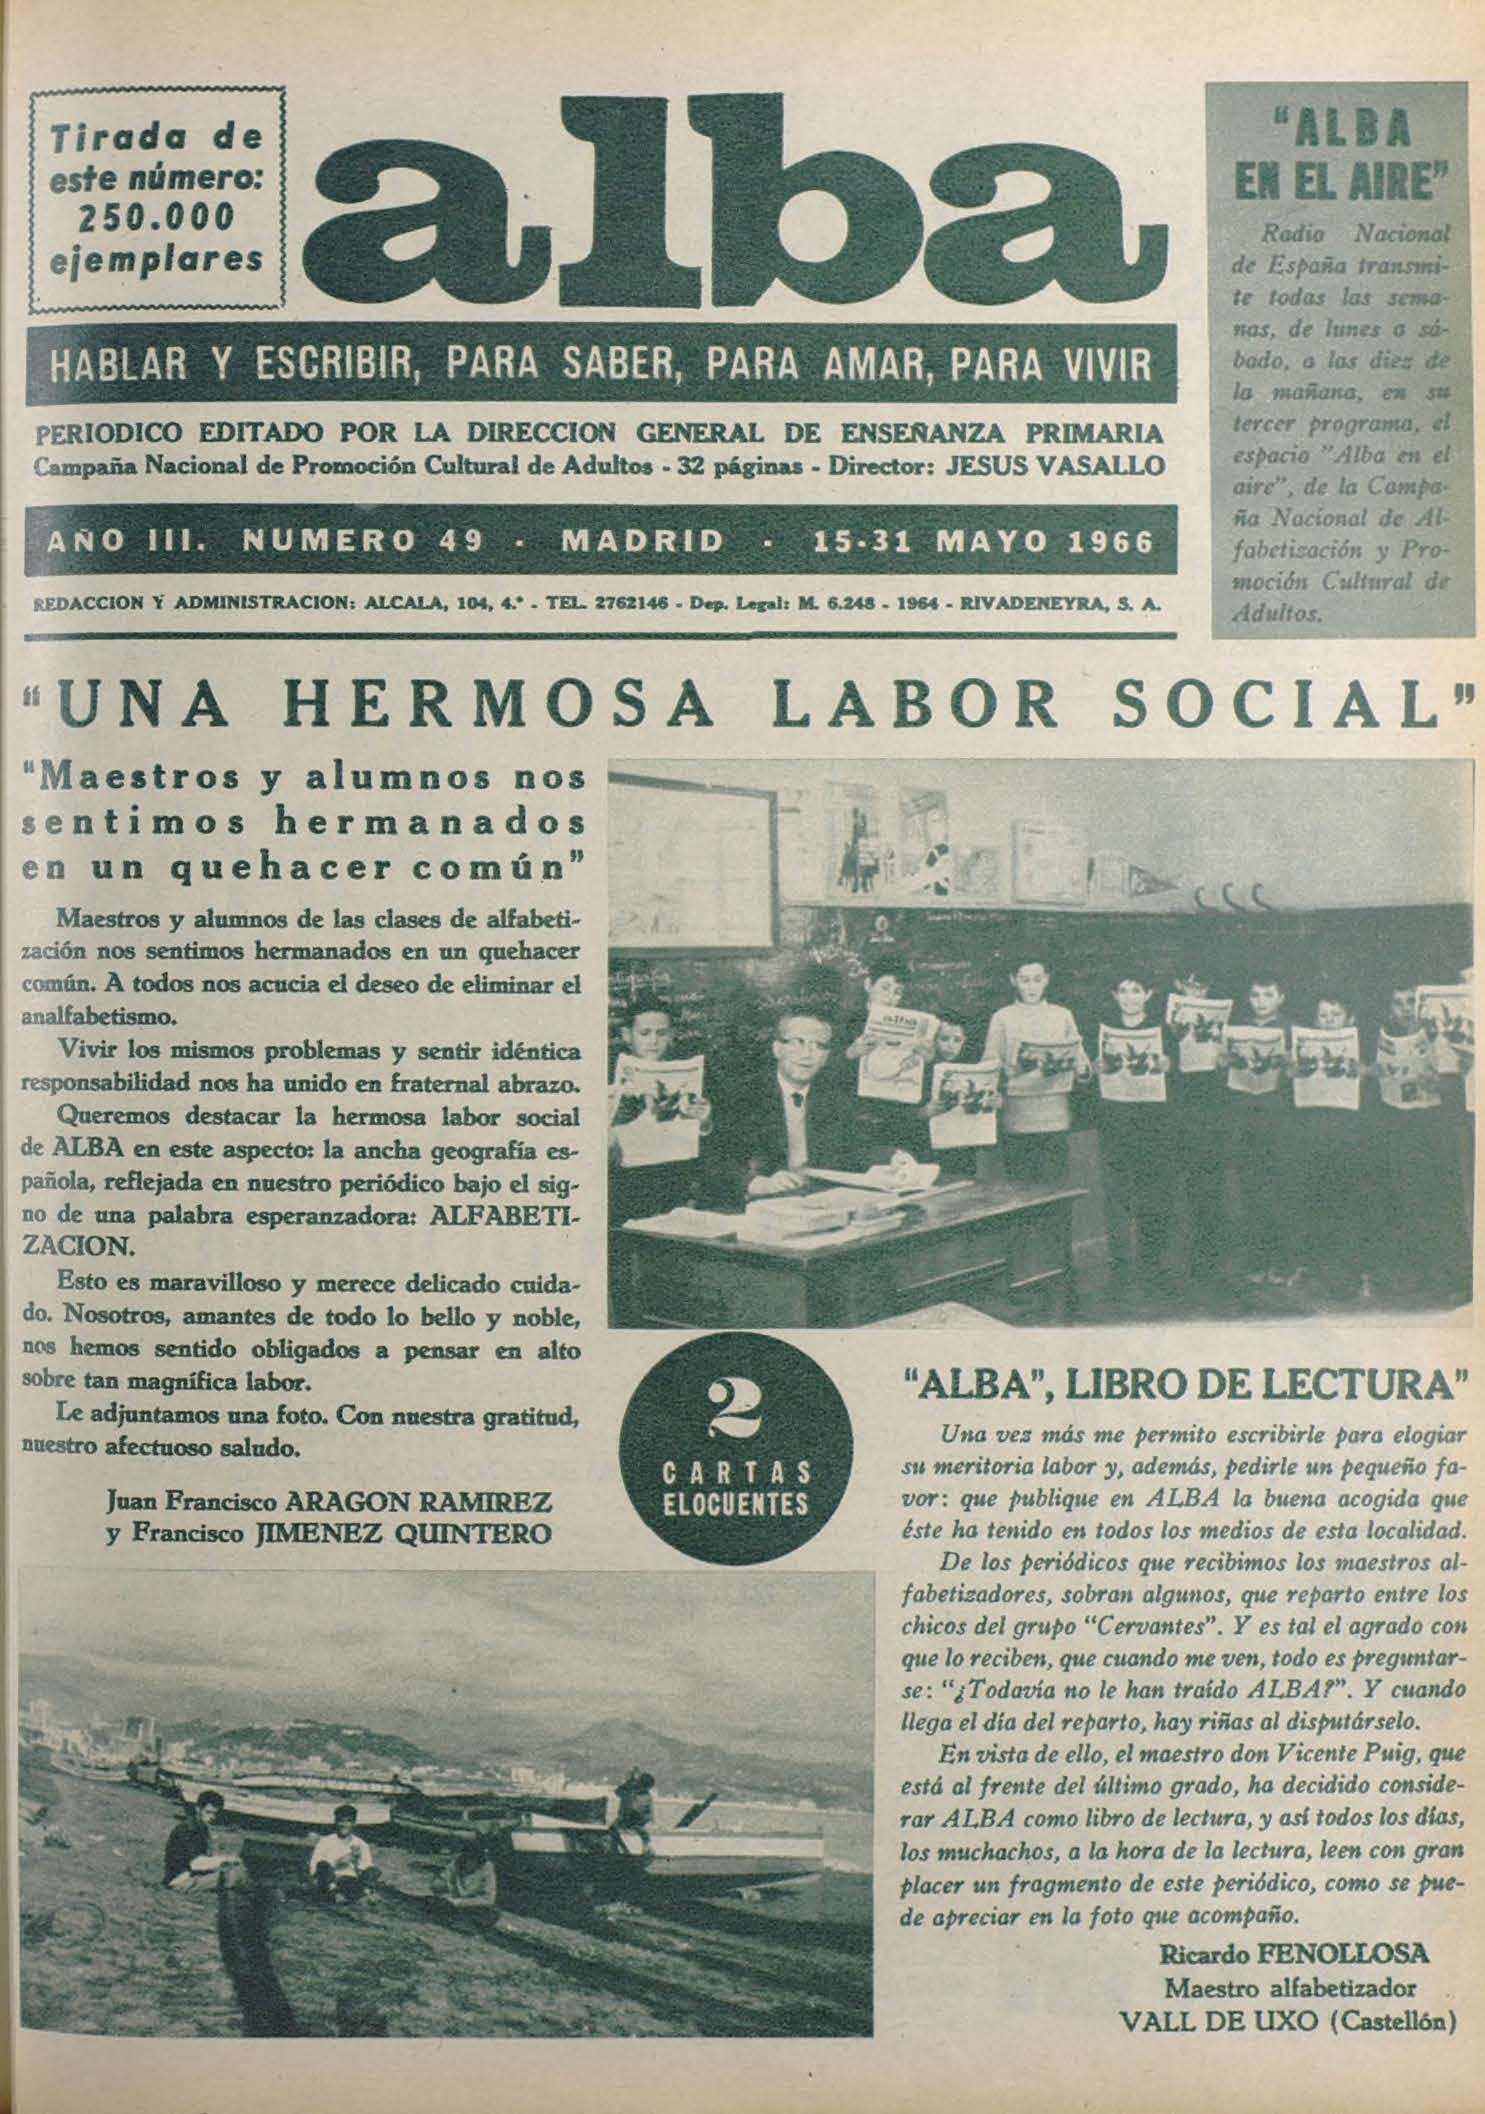 Tirada de
este número:
250.000
ejemplares
alba
"ALBA
EN EL AIRE"
Radio Nacional
de España transmi-
te todas las sema-
nas, de lunes a sá-
bado, a las diez de
la mañana, en su
tercer programa, el
espacio "Alba en el
aire", de la Campa-
ña Nacional de Al-
fabetización y Pro-
moción Cultural de
Adultos.
HABLAR Y ESCRIBIR, PARA SABER, PARA AMAR, PARA VIVIR
PERIODICO EDITADO POR LA DIRECCION GENERAL DE ENSEÑANZA PRIMARIA
Campaña Nacional de Promoción Cultural de Adultos - 32 páginas - Director: JESUS VASALLO
AÑO III. NUMERO 49 - MADRID - 15-31 MAYO 1966
REDACCION Y ADMINISTRACION: ALCALA, 104, 4.º - TEL. 2762146 - Dep. Legal: M. 6.248 - 1964 - RIVADENEYRA, S. A.
"UNA HERMOSA LABOR SOCIAL"
"Maestros y alumnos nos
sentimos hermanados
en un quehacer común"
Maestros y alumnos de las clases de alfabeti-
zación nos sentimos hermanados en un quehacer
común. A todos nos acucia el deseo de eliminar el
analfabetismo.
Vivir los mismos problemas y sentir idéntica
responsabilidad nos ha unido en fraternal abrazo.
Queremos destacar la hermosa labor social
de ALBA en este aspecto: la ancha geografía es-
pañola, reflejada en nuestro periódico bajo el sig-
no de una palabra esperanzadora: ALFABETI-
ZACION.
Esto es maravilloso y merece delicado cuida-
do. Nosotros, amantes de todo lo bello y noble,
nos hemos sentido obligados a pensar en alto
sobre tan magnífica labor.
Le adjuntamos una foto. Con nuestra gratitud,
nuestro afectuoso saludo.
Juan Francisco ARAGON RAMIREZ
y Francisco JIMENEZ QUINTERO
alba
2
CARTAS
ELOCUENTES
"ALBA", LIBRO DE LECTURA"
Una vez más me permito escribirle para elogiar
su meritoria labor y, además, pedirle un pequeño fa-
vor: que publique en ALBA la buena acogida que
éste ha tenido en todos los medios de esta localidad.
De los periódicos que recibimos los maestros al-
fabetizadores, sobran algunos, que reparto entre los
chicos del grupo "Cervantes". Y es tal el agrado con
que lo reciben, que cuando me ven, todo es preguntar-
se: "¿Todavía no le han traído ALBA?". Y cuando
llega el día del reparto, hay riñas al disputárselo.
En vista de ello, el maestro don Vicente Puig, que
está al frente del último grado, ha decidido conside-
rar ALBA como libro de lectura, y así todos los días,
los muchachos, a la hora de la lectura, leen con gran
placer un fragmento de este periódico, como se pue-
de apreciar en la foto que acompaño.
Ricardo FENOLLOSA
Maestro alfabetizador
VALL DE UXO (Castellón)